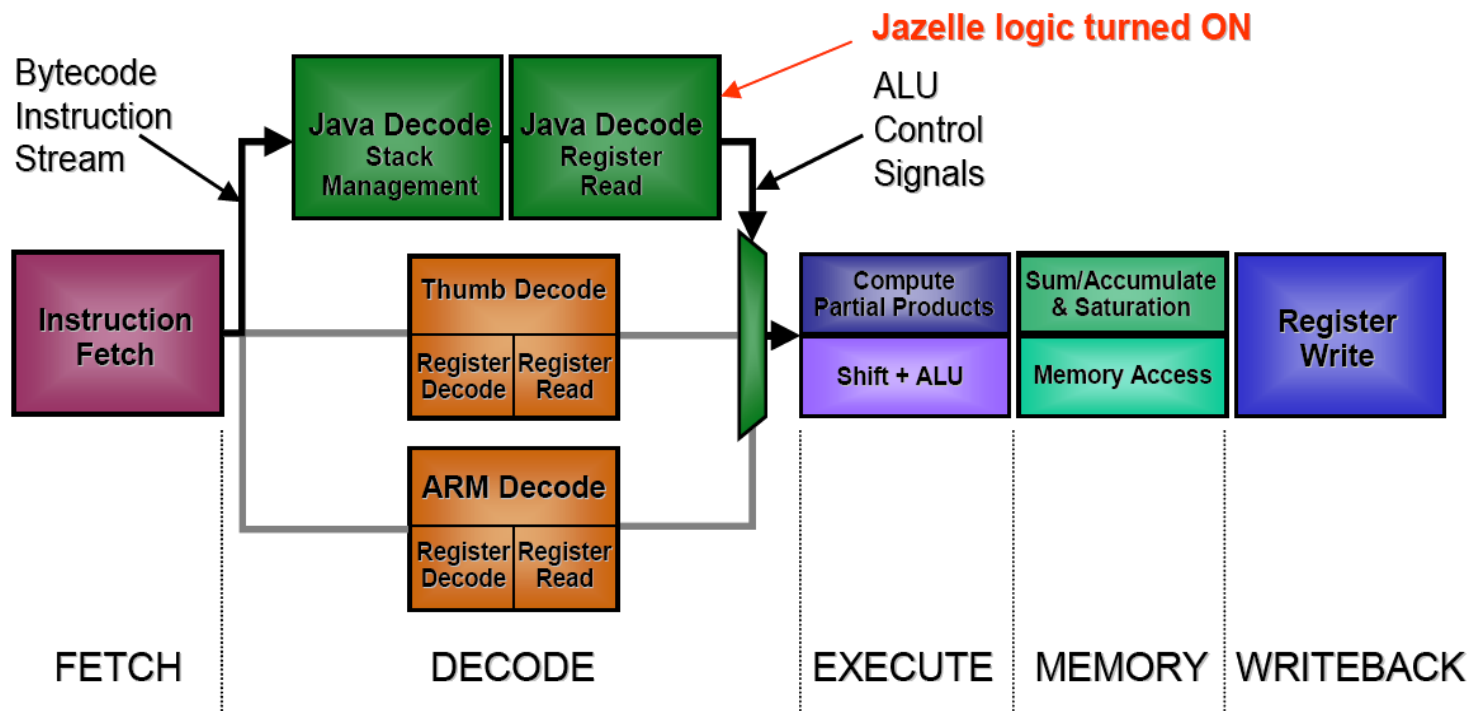 Jazelle logic turned ON
Bytecode
Instruction
Stream
Java Decode
Stack
Management
Java Decode
Register
Read
ALU
Control
Signals
Instruction
Fetch
Thumb Decode
Register
Decode
Register
Read
ARM Decode
Register
Decode
Register
Read
Compute
Partial Products
Shift + ALU
Sum/Accumulate
& Saturation
Memory Access
Register
Write
FETCH
DECODE
EXECUTE
MEMORY
WRITEBACK